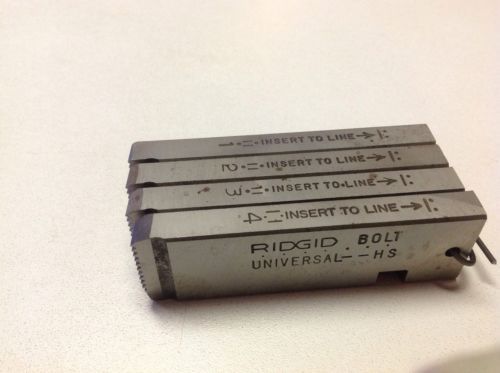 1 INSERT TO LINE
2 INSERT TO LINE
3 INSERT TO LINE
4 INSERT TO LINE
RIDGID BOLT
UNIVERSAL--HS